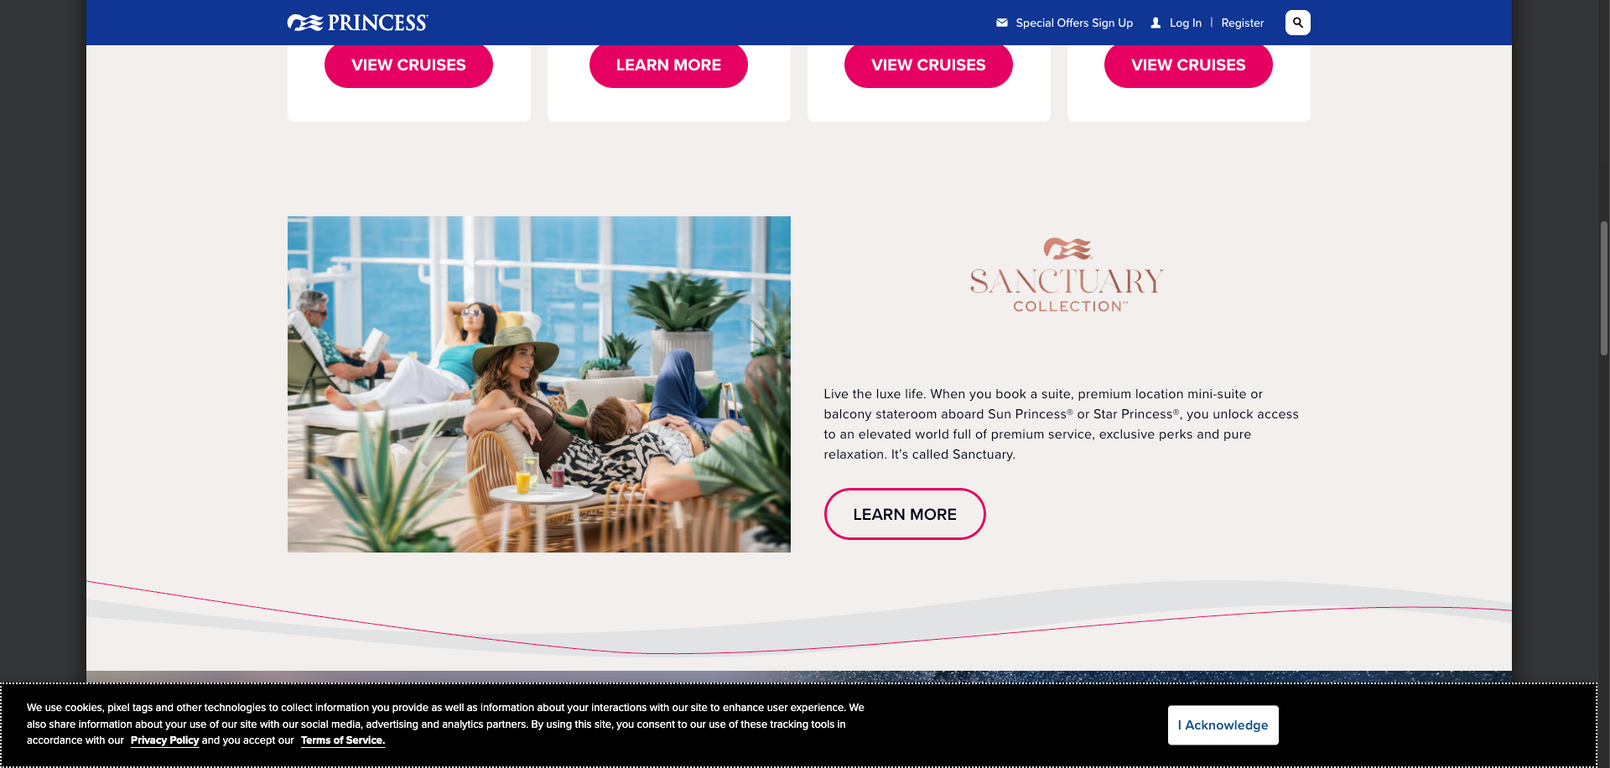 PRINCESS®
Special Offers Sign Up
Log In | Register
VIEW CRUISES
LEARN MORE
VIEW CRUISES
VIEW CRUISES
SANCTUARY
COLLECTION℠
Live the luxe life. When you book a suite, premium location mini-suite or
balcony stateroom aboard Sun Princess® or Star Princess®, you unlock access
to an elevated world full of premium service, exclusive perks and pure
relaxation. It's called Sanctuary.
LEARN MORE
We use cookies, pixel tags and other technologies to collect information you provide as well as information about your interactions with our site to enhance user experience. We
also share information about your use of our site with our social media, advertising and analytics partners. By using this site, you consent to our use of these tracking tools in
accordance with our Privacy Policy and you accept our Terms of Service.
I Acknowledge